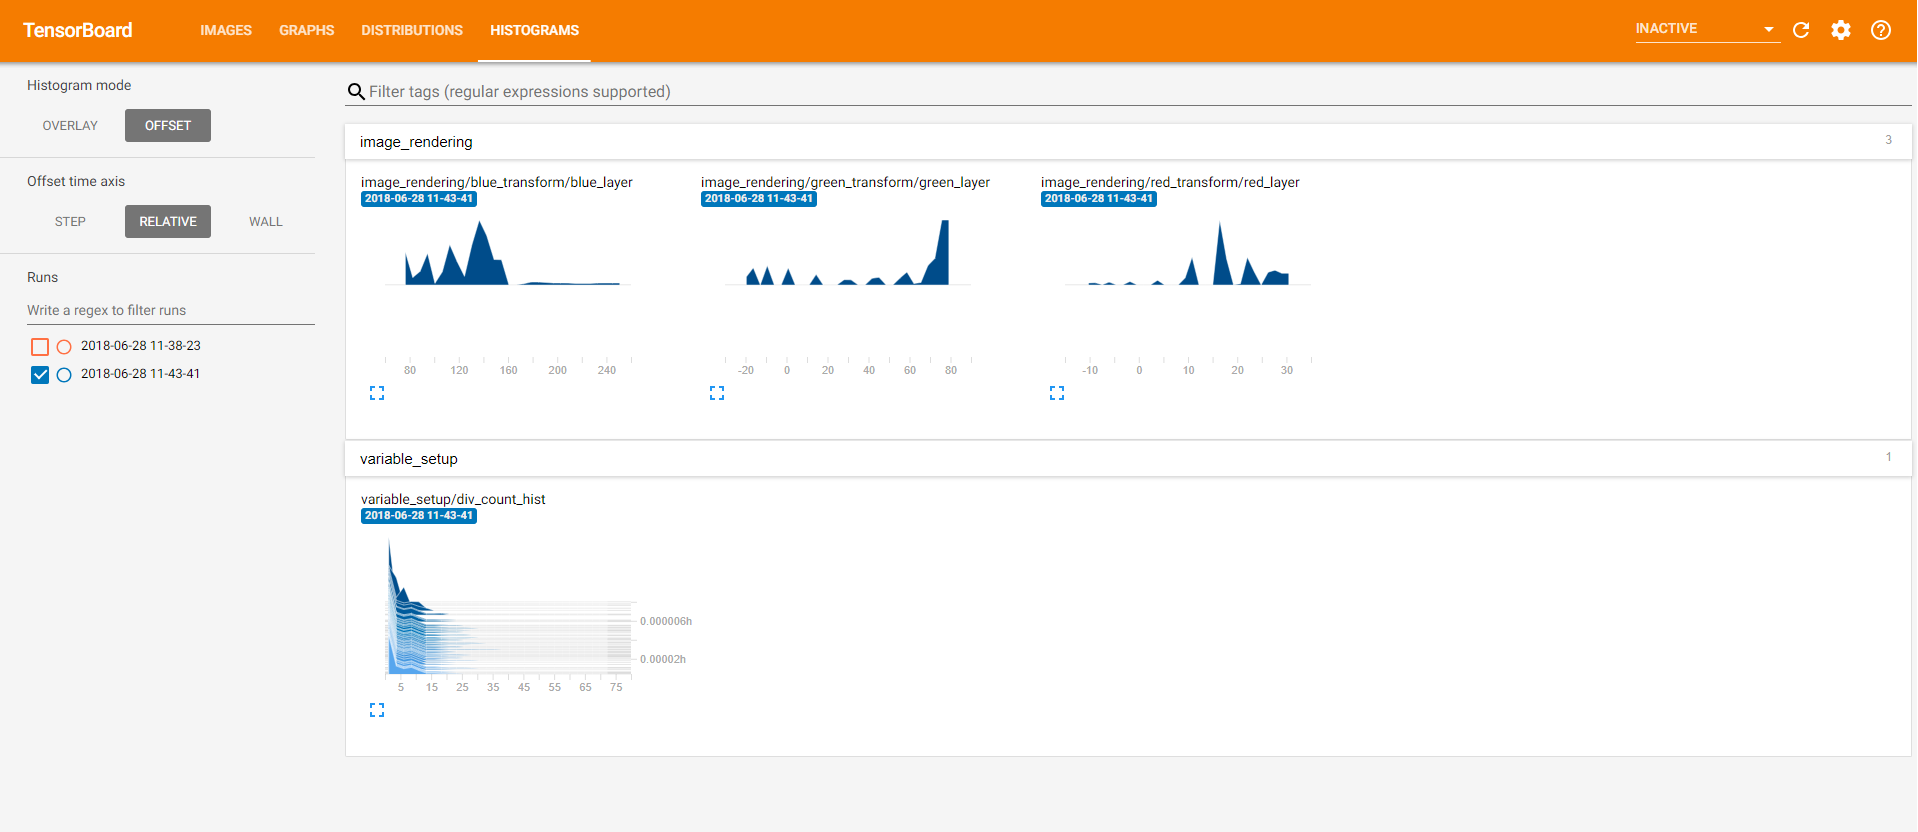 TensorBoard IMAGES GRAPHS DISTRIBUTIONS HISTOGRAMS INACTIVE
Histogram mode
OVERLAY OFFSET
Offset time axis
STEP RELATIVE WALL
Runs
Write a regex to filter runs
2018-06-28 11-38-23
2018-06-28 11-43-41
Filter tags (regular expressions supported)
image_rendering 3
image_rendering/blue_transform/blue_layer
2018-06-28 11-43-41
80 120 160 200 240
image_rendering/green_transform/green_layer
2018-06-28 11-43-41
-20 0 20 40 60 80
image_rendering/red_transform/red_layer
2018-06-28 11-43-41
-10 0 10 20 30
variable_setup 1
variable_setup/div_count_hist
2018-06-28 11-43-41
0.000006h
0.00002h
5 15 25 35 45 55 65 75